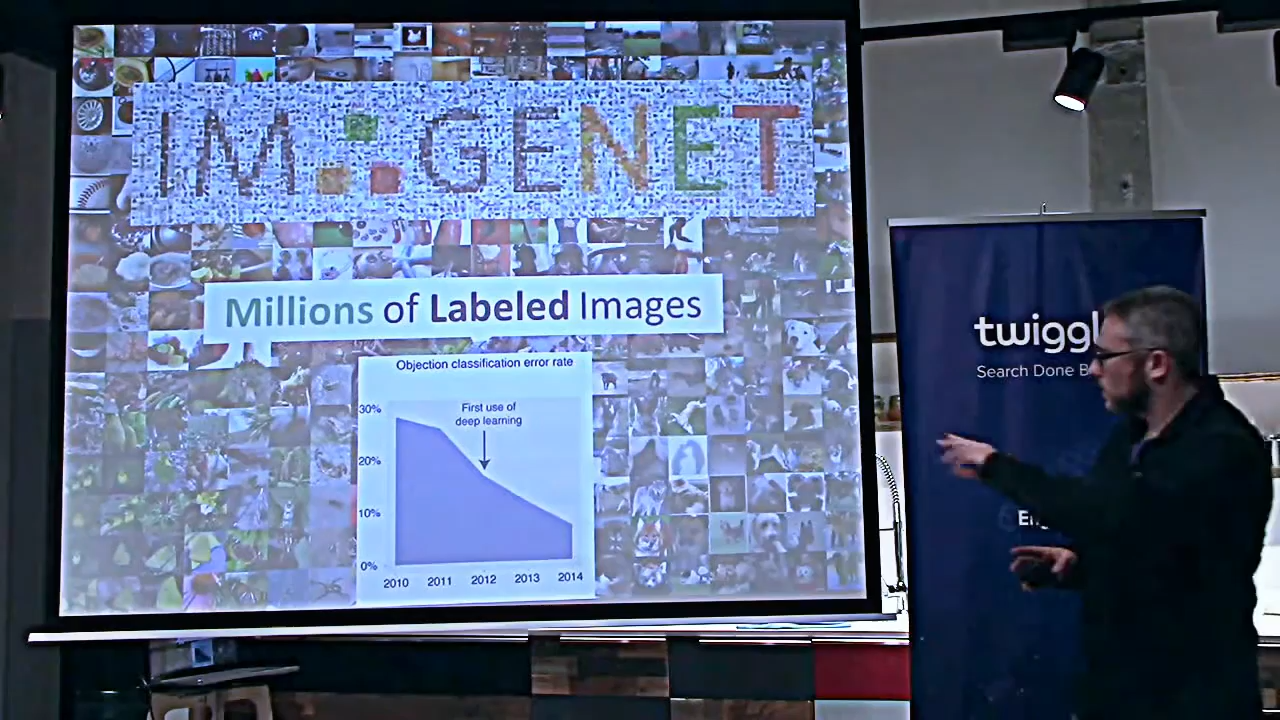 IMAGENET
Millions of Labeled Images
Objection classification error rate
30%
First use of
deep learning
20%
10%
0%
2010 2011 2012 2013 2014
twiggl
Search Done B